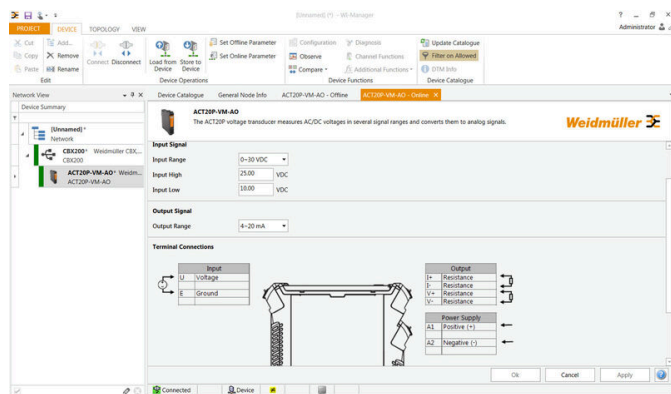 [Unnamed] (*) - WI-Manager
PROJECT DEVICE TOPOLOGY VIEW Administrator
Cut Add... Connect Disconnect Load from Device Store to Device Set Offline Parameter Configuration Diagnosis Update Catalogue
Copy Remove Set Online Parameter Observe Channel Functions Filter on Allowed
Paste Rename Compare Additional Functions DTM Info
Edit Device Operations Device Functions Device Catalogue
Network View Device Catalogue General Node Info ACT20P-VM-AO - Offline ACT20P-VM-AO - Online
Device Summary
ACT20P-VM-AO
The ACT20P voltage transducer measures AC/DC voltages in several signal ranges and converts them to analog signals.
Weidmüller
[Unnamed]*
Network
CBX200* Weidmüller CBX...
CBX200
ACT20P-VM-AO* Weidm...
ACT20P-VM-AO
Input Signal
Input Range 0~30 VDC
Input High 25.00 VDC
Input Low 18.00 VDC
Output Signal
Output Range 4~20 mA
Terminal Connections
Input
U Voltage
E Ground
Output
I+ Resistance
I- Resistance
V+ Resistance
V- Resistance
Power Supply
A1 Positive (+)
A2 Negative (-)
Ok Cancel Apply
Connected Device